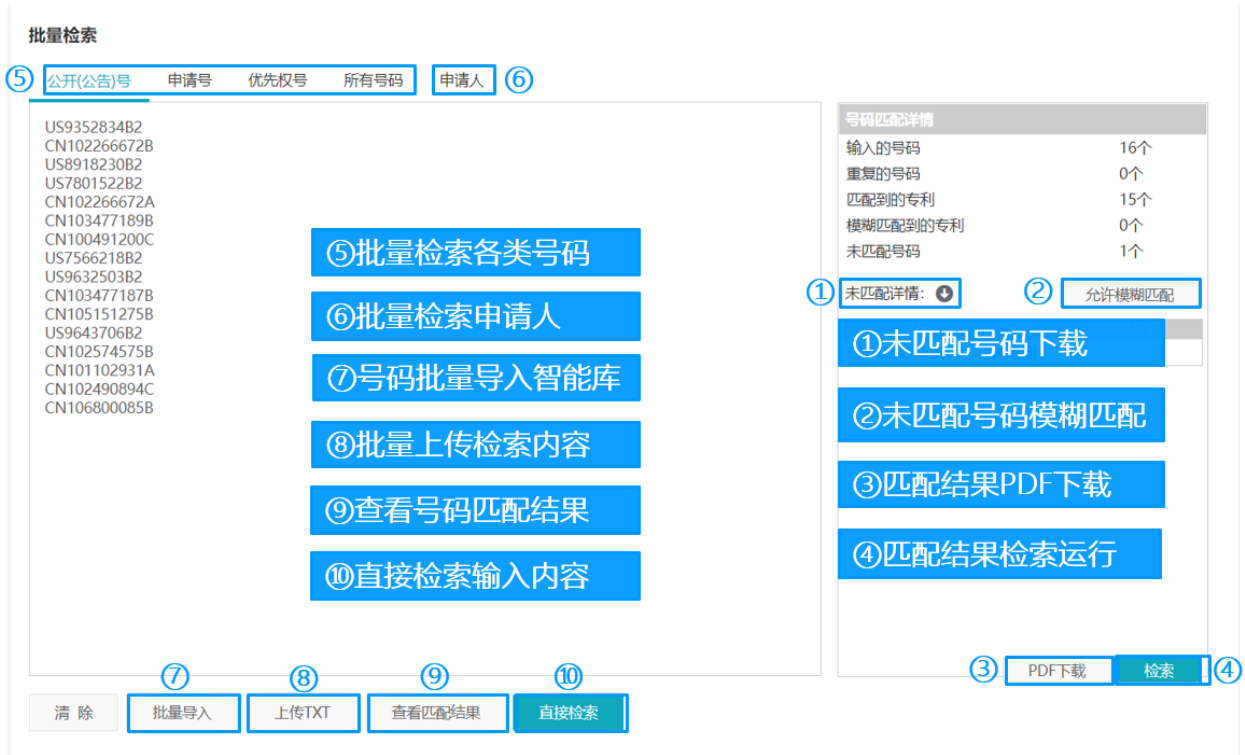 批量检索
⑤ 公开(公告)号 申请号 优先权号 所有号码 申请人 ⑥
US9352834B2
CN102266672B
US8918230B2
US7801522B2
CN102266672A
CN103477189B
CN100491200C
US7566218B2
US9632503B2
CN103477187B
CN105151275B
US9643706B2
CN102574575B
CN101102931A
CN102490894C
CN106800085B
⑤批量检索各类号码
⑥批量检索申请人
⑦号码批量导入智能库
⑧批量上传检索内容
⑨查看号码匹配结果
⑩直接检索输入内容
号码匹配详情
输入的号码 16个
重复的号码 0个
匹配到的专利 15个
模糊匹配到的专利 0个
未匹配号码 1个
① 未匹配详情: ② 允许模糊匹配
①未匹配号码下载
②未匹配号码模糊匹配
③匹配结果PDF下载
④匹配结果检索运行
③ PDF下载 检索 ④
⑦ ⑧ ⑨ ⑩
清 除 批量导入 上传TXT 查看匹配结果 直接检索